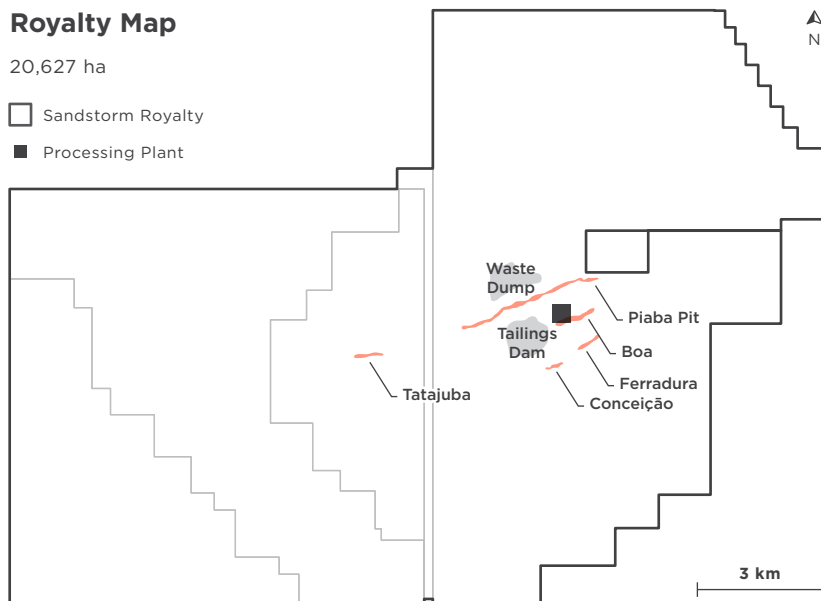 Royalty Map
20,627 ha
Sandstorm Royalty
Processing Plant
N
Waste
Dump
Piaba Pit
Tailings
Dam
Boa
Ferradura
Tatajuba
Conceição
3 km